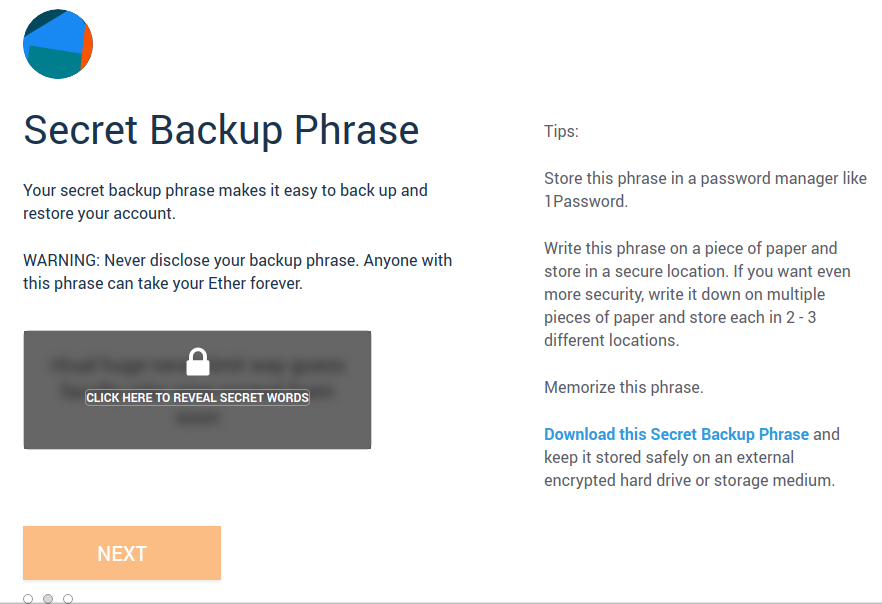 Secret Backup Phrase
Your secret backup phrase makes it easy to back up and
restore your account.
WARNING: Never disclose your backup phrase. Anyone with
this phrase can take your Ether forever.
CLICK HERE TO REVEAL SECRET WORDS
NEXT
Tips:
Store this phrase in a password manager like
1Password.
Write this phrase on a piece of paper and
store in a secure location. If you want even
more security, write it down on multiple
pieces of paper and store each in 2 - 3
different locations.
Memorize this phrase.
Download this Secret Backup Phrase and
keep it stored safely on an external
encrypted hard drive or storage medium.